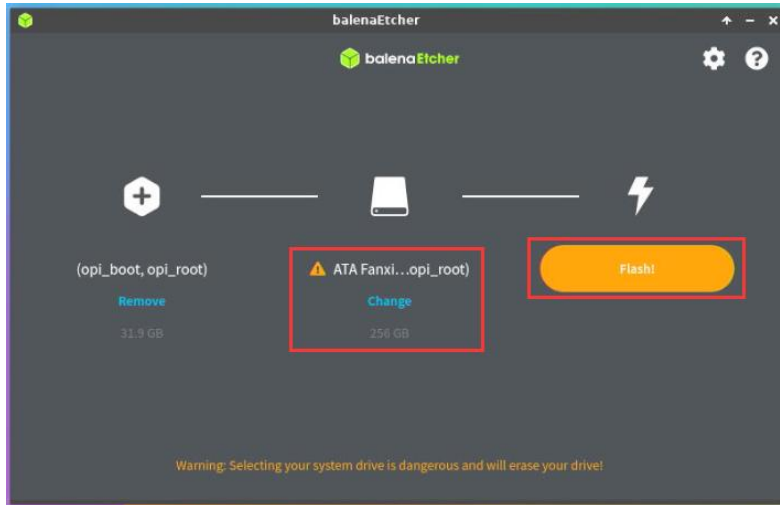 balenaEtcher
balenaEtcher
(opi_boot, opi_root)
Remove
31.9 GB
ATA Fanxi...opi_root)
Change
256 GB
Flash!
Warning: Selecting your system drive is dangerous and will erase your drive!